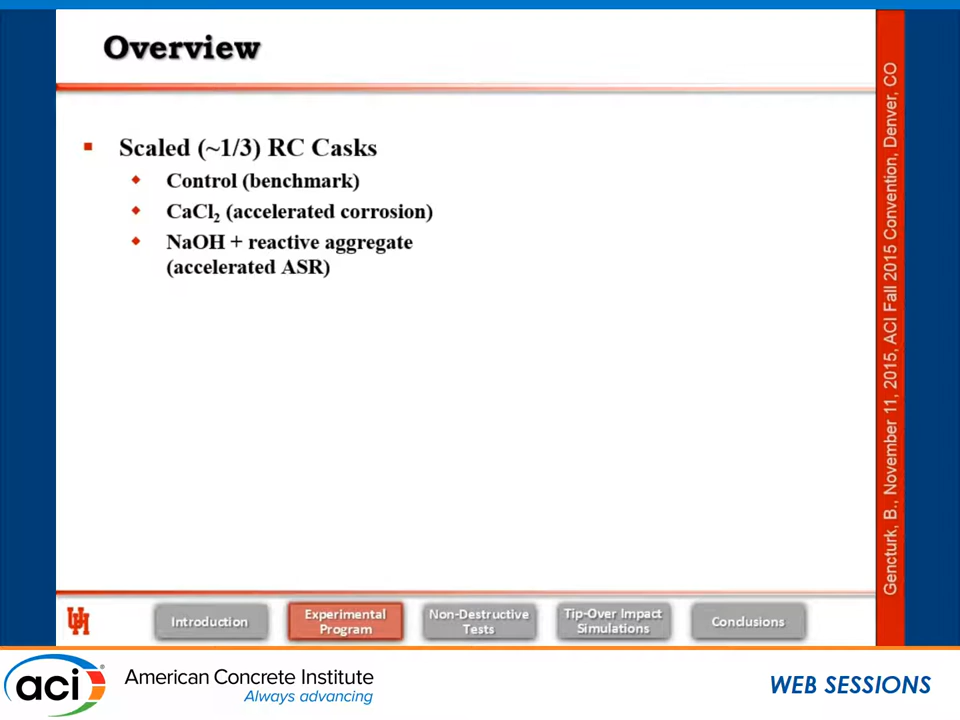 Overview
Scaled (~1/3) RC Casks
Control (benchmark)
CaCl₂ (accelerated corrosion)
NaOH + reactive aggregate
(accelerated ASR)
Gencturk, B., November 11, 2015, ACI Fall 2015 Convention, Denver, CO
UH
Introduction
Experimental
Program
Non-Destructive
Tests
Tip-Over Impact
Simulations
Conclusions
aci®
American Concrete Institute
Always advancing
WEB SESSIONS